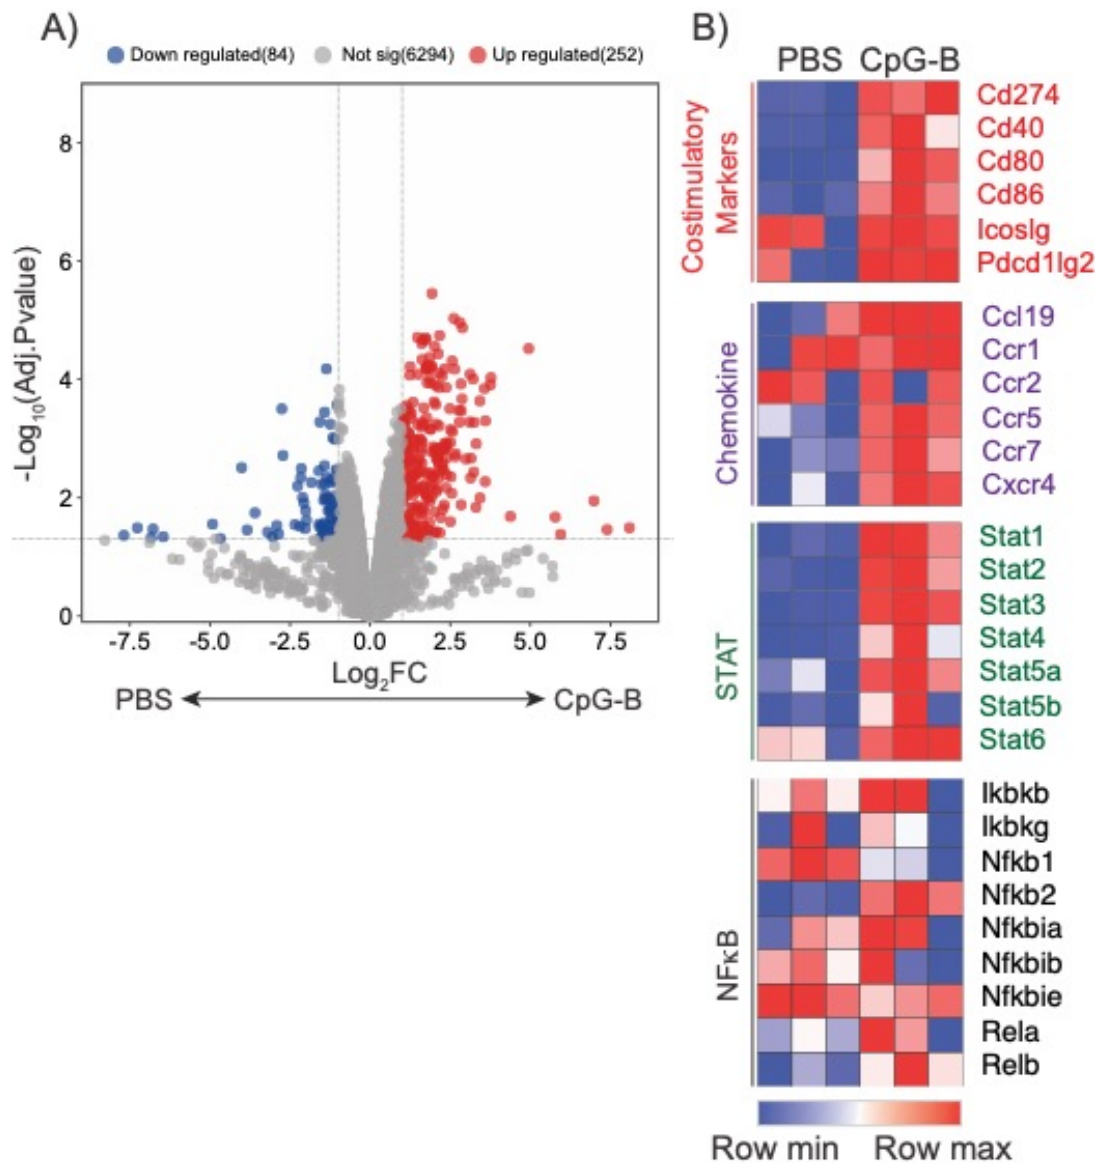 A)
Down regulated(84) Not sig(6294) Up regulated(252)
-Log10(Adj.Pvalue)
8
6
4
2
0
-7.5 -5.0 -2.5 0.0 2.5 5.0 7.5
Log2FC
PBS CpG-B
B)
PBS CpG-B
Costimulatory
Markers
Cd274
Cd40
Cd80
Cd86
Icoslg
Pdcd1lg2
Chemokine
Ccl19
Ccr1
Ccr2
Ccr5
Ccr7
Cxcr4
STAT
Stat1
Stat2
Stat3
Stat4
Stat5a
Stat5b
Stat6
NFκB
Ikbkb
Ikbkg
Nfkb1
Nfkb2
Nfkbia
Nfkbib
Nfkbie
Rela
Relb
Row min Row max